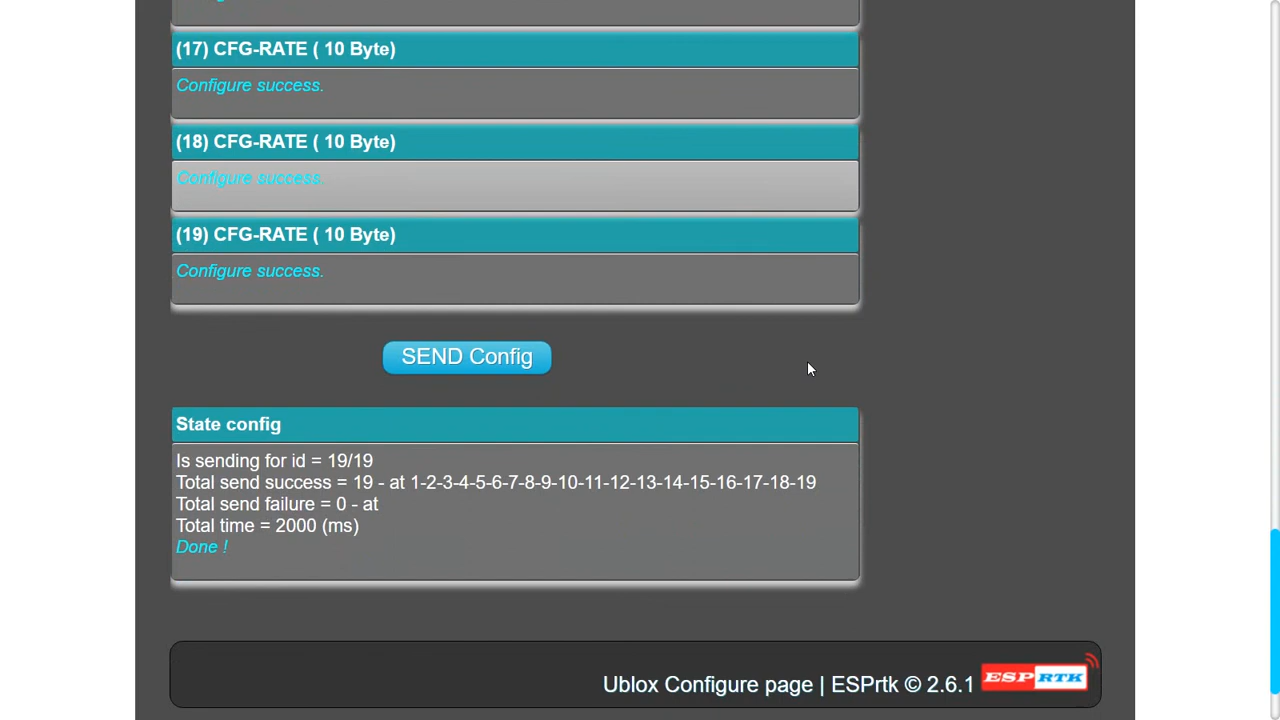 (17) CFG-RATE ( 10 Byte)
Configure success.
(18) CFG-RATE ( 10 Byte)
Configure success.
(19) CFG-RATE ( 10 Byte)
Configure success.
SEND Config
State config
Is sending for id = 19/19
Total send success = 19 - at 1-2-3-4-5-6-7-8-9-10-11-12-13-14-15-16-17-18-19
Total send failure = 0 - at
Total time = 2000 (ms)
Done !
Ublox Configure page | ESPrtk © 2.6.1 ESP RTK